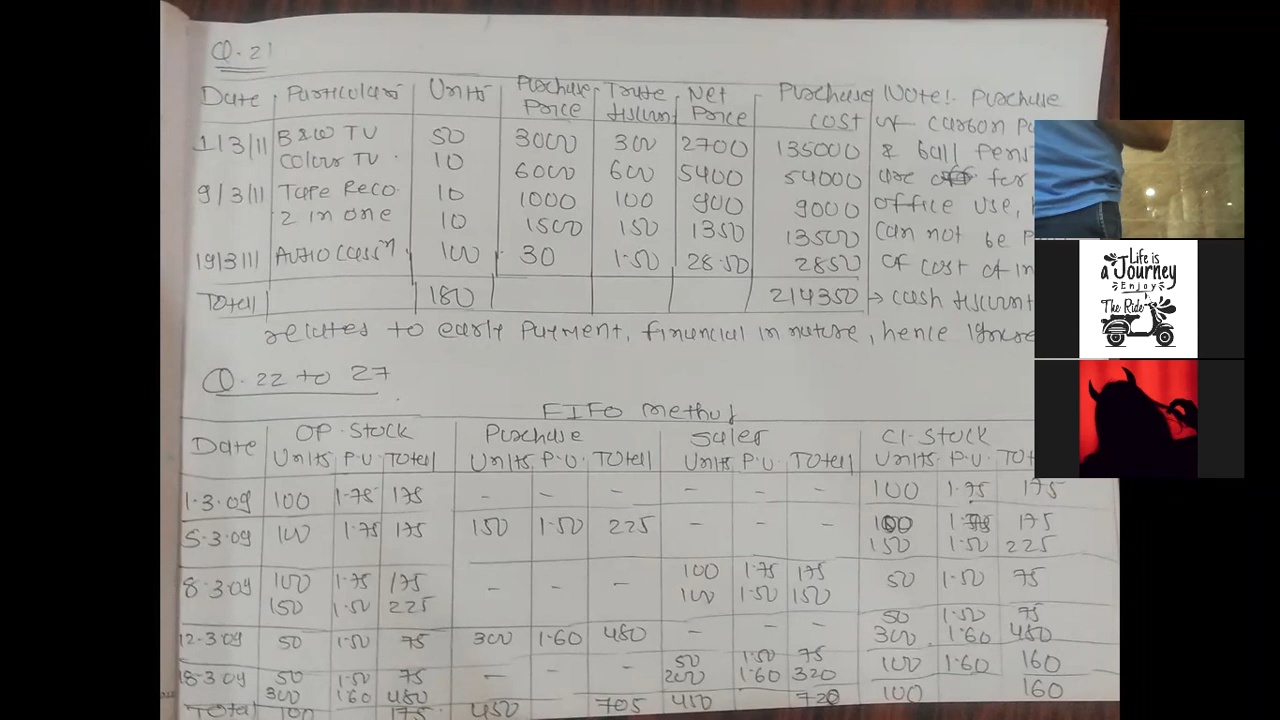 Q.21
Date Particulars Units Purchase Price Trade discount Net Price Purchase cost Note:- Purchase
of carbon
1/3/11 B&W TV 50 3000 300 2700 135000 & ball pens
Colour TV 10 6000 600 5400 54000 are for
9/3/11 Tape Reco. 10 1000 100 900 9000 office use,
2 in one 10 1500 150 1350 13500 can not be
19/3/11 Audio Cassn 100 30 1.50 28.50 2850 of cost of
Total 180 214350 → cash discount
relates to early payment, financial in nature, hence ignore
Q. 22 to 27
FIFO method
Date OP. Stock Purchase Sales Cl. Stock
Units P.U. Total Units P.U. Total Units P.U. Total Units P.U.
1.3.09 100 1.75 175 - - - - - - 100 1.75 175
5.3.09 100 1.75 175 150 1.50 225 - - - 100 175
150 1.50 225
8.3.09 100 1.75 175 - - - 100 1.75 175 50 1.50 75
150 1.50 225 100 1.50 150
50 1.50 75
12.3.09 50 1.50 75 300 1.60 480 - - - 300 1.60 480
18.3.09 50 1.50 75 - - - 50 1.50 75 100 1.60 160
300 1.60 480 200 1.60 320
Total 100 175 450 705 450 720 100 160
Life is
a Journey
Enjoy
The Ride